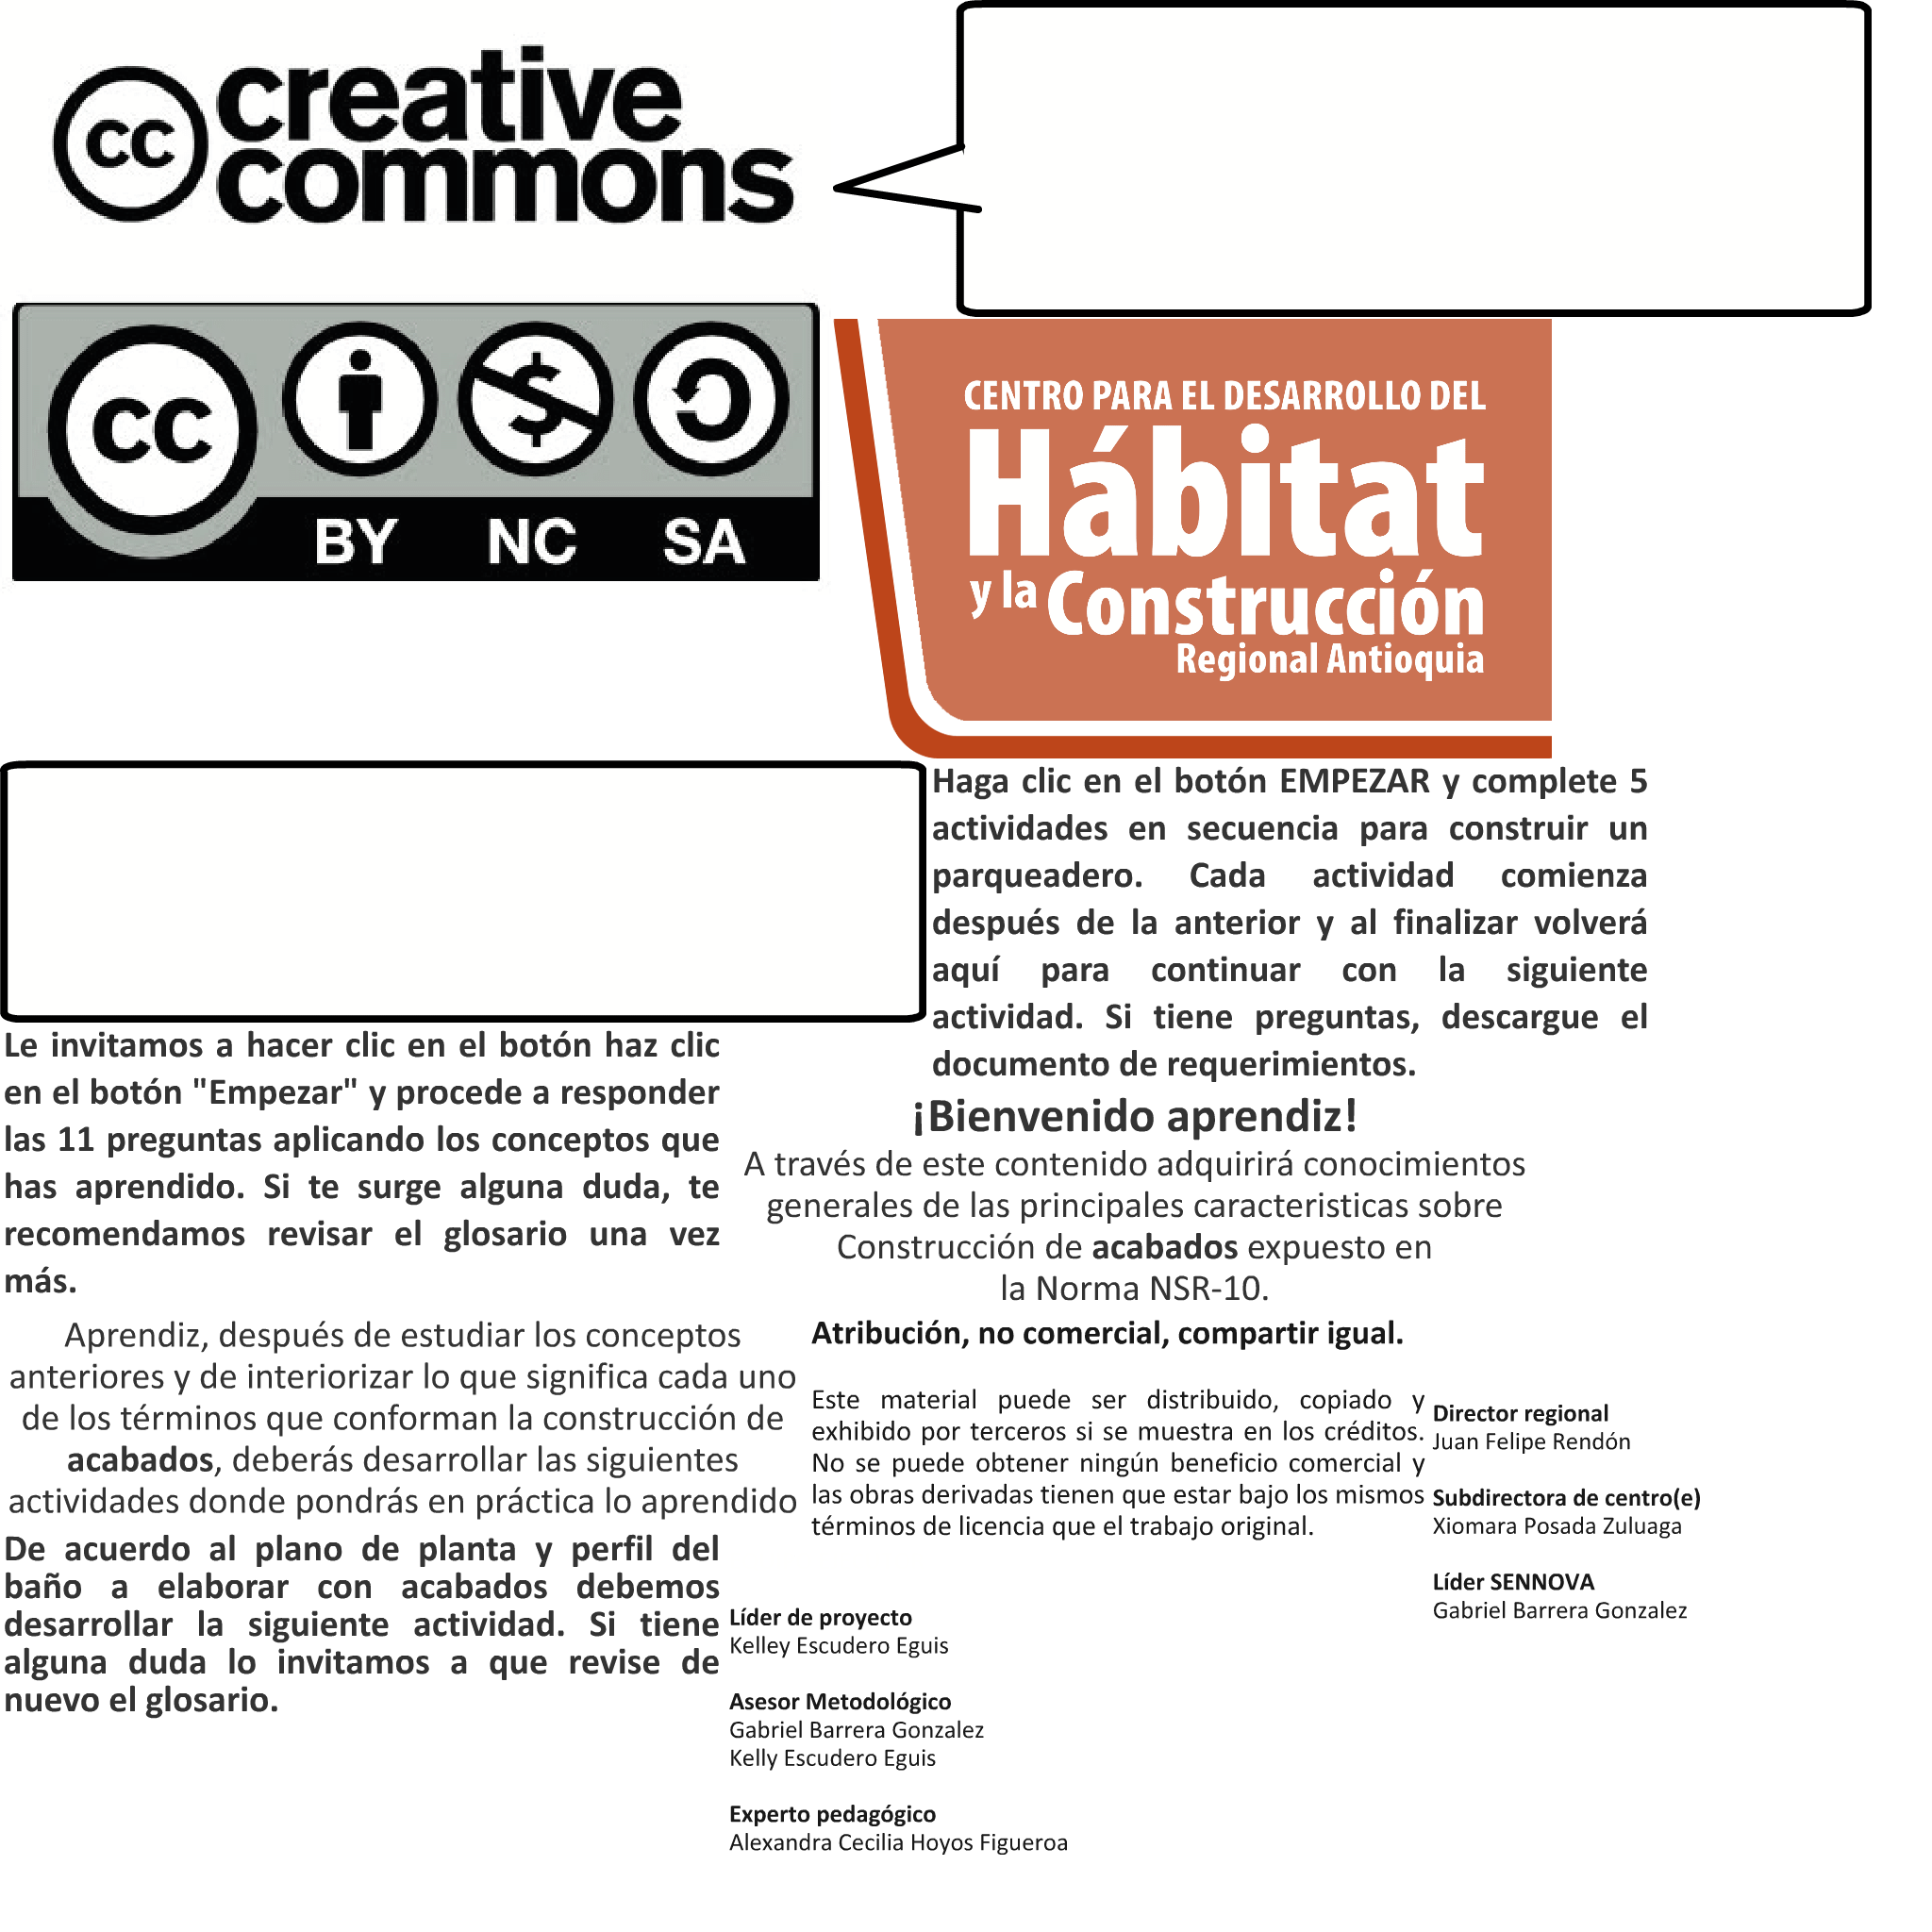 cc creative
commons
cc
BY NC SA
CENTRO PARA EL DESARROLLO DEL
Hábitat
y la Construcción
Regional Antioquia
Haga clic en el botón EMPEZAR y complete 5
actividades en secuencia para construir un
parqueadero. Cada actividad comienza
después de la anterior y al finalizar volverá
aquí para continuar con la siguiente
actividad. Si tiene preguntas, descargue el
documento de requerimientos.
Le invitamos a hacer clic en el botón haz clic
en el botón "Empezar" y procede a responder
las 11 preguntas aplicando los conceptos que
has aprendido. Si te surge alguna duda, te
recomendamos revisar el glosario una vez
más.
¡Bienvenido aprendiz!
A través de este contenido adquirirá conocimientos
generales de las principales caracteristicas sobre
Construcción de acabados expuesto en
la Norma NSR-10.
Aprendiz, después de estudiar los conceptos
anteriores y de interiorizar lo que significa cada uno
de los términos que conforman la construcción de
acabados, deberás desarrollar las siguientes
actividades donde pondrás en práctica lo aprendido
Atribución, no comercial, compartir igual.
Este material puede ser distribuido, copiado y
exhibido por terceros si se muestra en los créditos.
No se puede obtener ningún beneficio comercial y
las obras derivadas tienen que estar bajo los mismos
términos de licencia que el trabajo original.
Director regional
Juan Felipe Rendón
Subdirectora de centro(e)
Xiomara Posada Zuluaga
Líder SENNOVA
Gabriel Barrera Gonzalez
De acuerdo al plano de planta y perfil del
baño a elaborar con acabados debemos
desarrollar la siguiente actividad. Si tiene
alguna duda lo invitamos a que revise de
nuevo el glosario.
Líder de proyecto
Kelley Escudero Eguis
Asesor Metodológico
Gabriel Barrera Gonzalez
Kelly Escudero Eguis
Experto pedagógico
Alexandra Cecilia Hoyos Figueroa